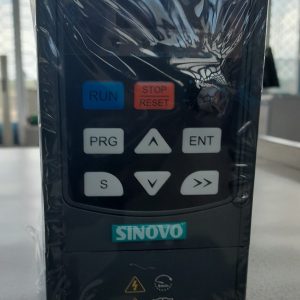 RUN
STOP
RESET
PRG
ENT
S
>>
SINOVO